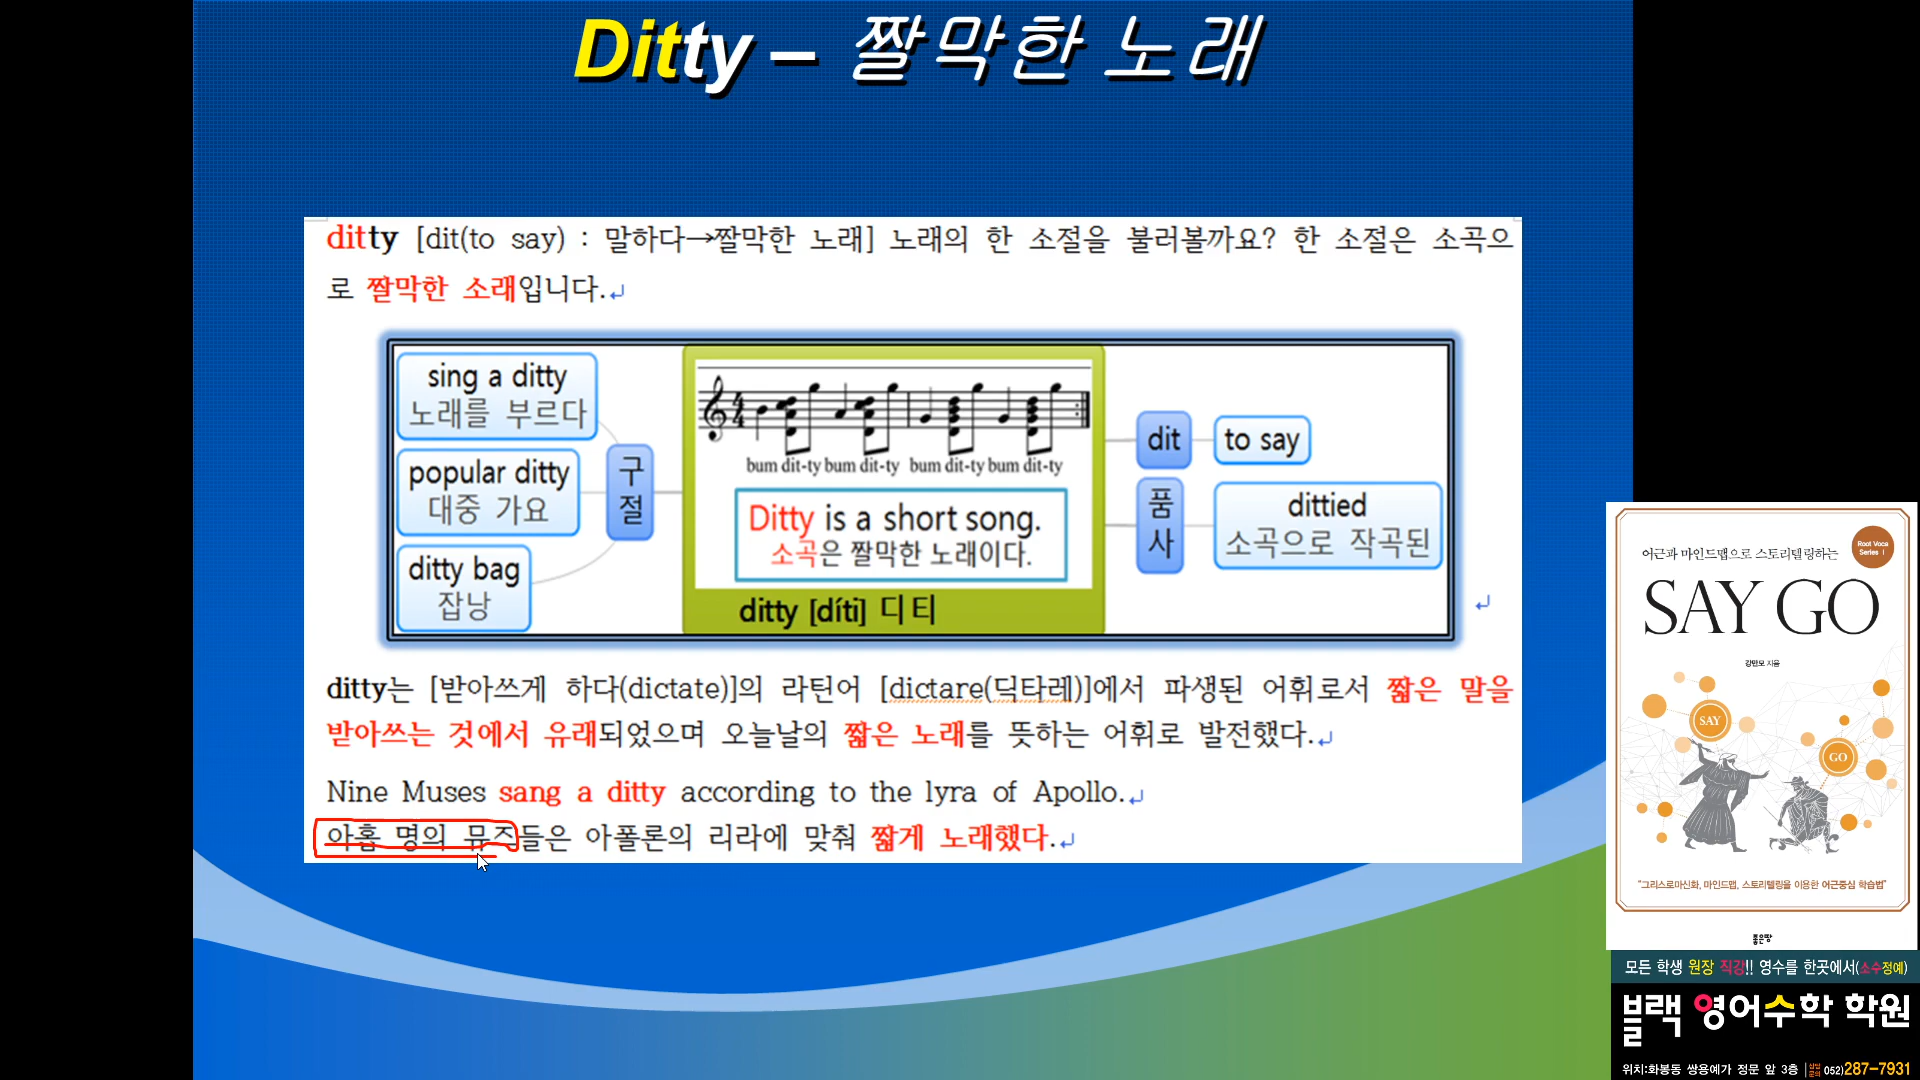 Ditty – 짤막한 노래
ditty [dit(to say) : 말하다→짤막한 노래] 노래의 한 소절을 불러볼까요? 한 소절은 소곡으
로 짤막한 소래입니다.↵
sing a ditty
노래를 부르다
popular ditty
대중 가요
ditty bag
잡낭
구
절
4
4
bum dit-ty bum dit-ty bum dit-ty bum dit-ty
Ditty is a short song.
소곡은 짤막한 노래이다.
ditty [díti] 디티
dit
to say
품
사
dittied
소곡으로 작곡된
↵
ditty는 [받아쓰게 하다(dictate)]의 라틴어 [dictare(딕타레)]에서 파생된 어휘로서 짧은 말을
받아쓰는 것에서 유래되었으며 오늘날의 짧은 노래를 뜻하는 어휘로 발전했다.↵
Nine Muses sang a ditty according to the lyra of Apollo.↵
아홉 명의 뮤즈들은 아폴론의 리라에 맞춰 짧게 노래했다.↵
어근과 마인드맵으로 스토리텔링하는
Root Voca
Series I
SAY GO
강민모 지음
SAY
GO
"그리스로마신화, 마인드맵, 스토리텔링을 이용한 어근중심 학습법"
좋은땅
모든 학생 원장 직강!! 영수를 한곳에서(소수정예)
블랙 영어수학 학원
위치:화봉동 쌍용예가 정문 앞 3층 상담문의 052)287-7931